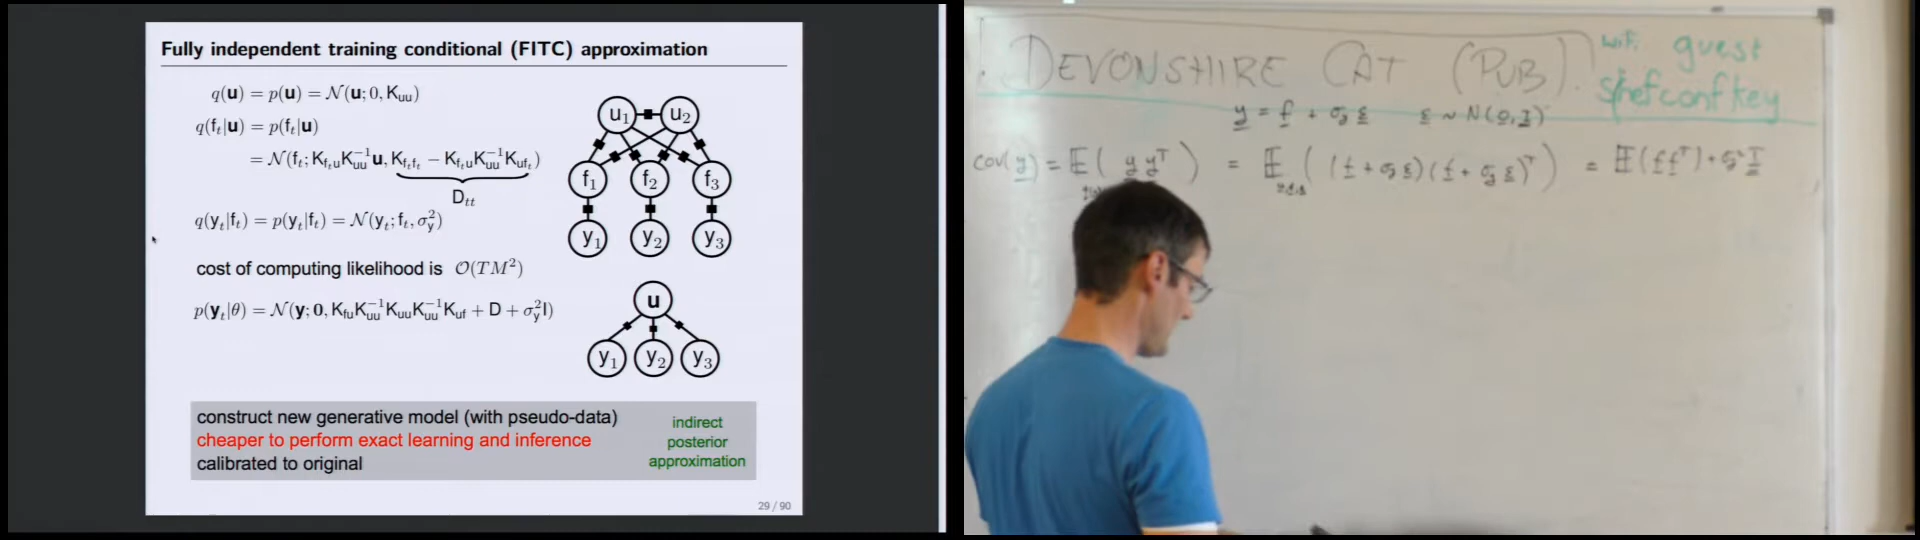 Fully independent training conditional (FITC) approximation
q(u) = p(u) = N(u; 0, K_uu)
q(f_t|u) = p(f_t|u)
= N(f_t; K_{f_t u} K_uu^{-1} u, K_{f_t f_t} − K_{f_t u} K_uu^{-1} K_{u f_t})
D_tt
q(y_t|f_t) = p(y_t|f_t) = N(y_t; f_t, σ_y^2)
cost of computing likelihood is O(TM^2)
p(y_t|θ) = N(y; 0, K_fu K_uu^{-1} K_uu K_uu^{-1} K_uf + D + σ_y^2 I)
u_1 u_2
f_1 f_2 f_3
y_1 y_2 y_3
u
y_1 y_2 y_3
construct new generative model (with pseudo-data)
cheaper to perform exact learning and inference
calibrated to original
indirect
posterior
approximation
29 / 90
DEVONSHIRE CAT (PUB).
wifi guest
shefconfkey
y = f + σ_y ε ε ~ N(0, I)
cov(y) = E( y y^T ) = E ( (f + σ_y ε)(f + σ_y ε)^T ) = E(f f^T) + σ_y^2 I